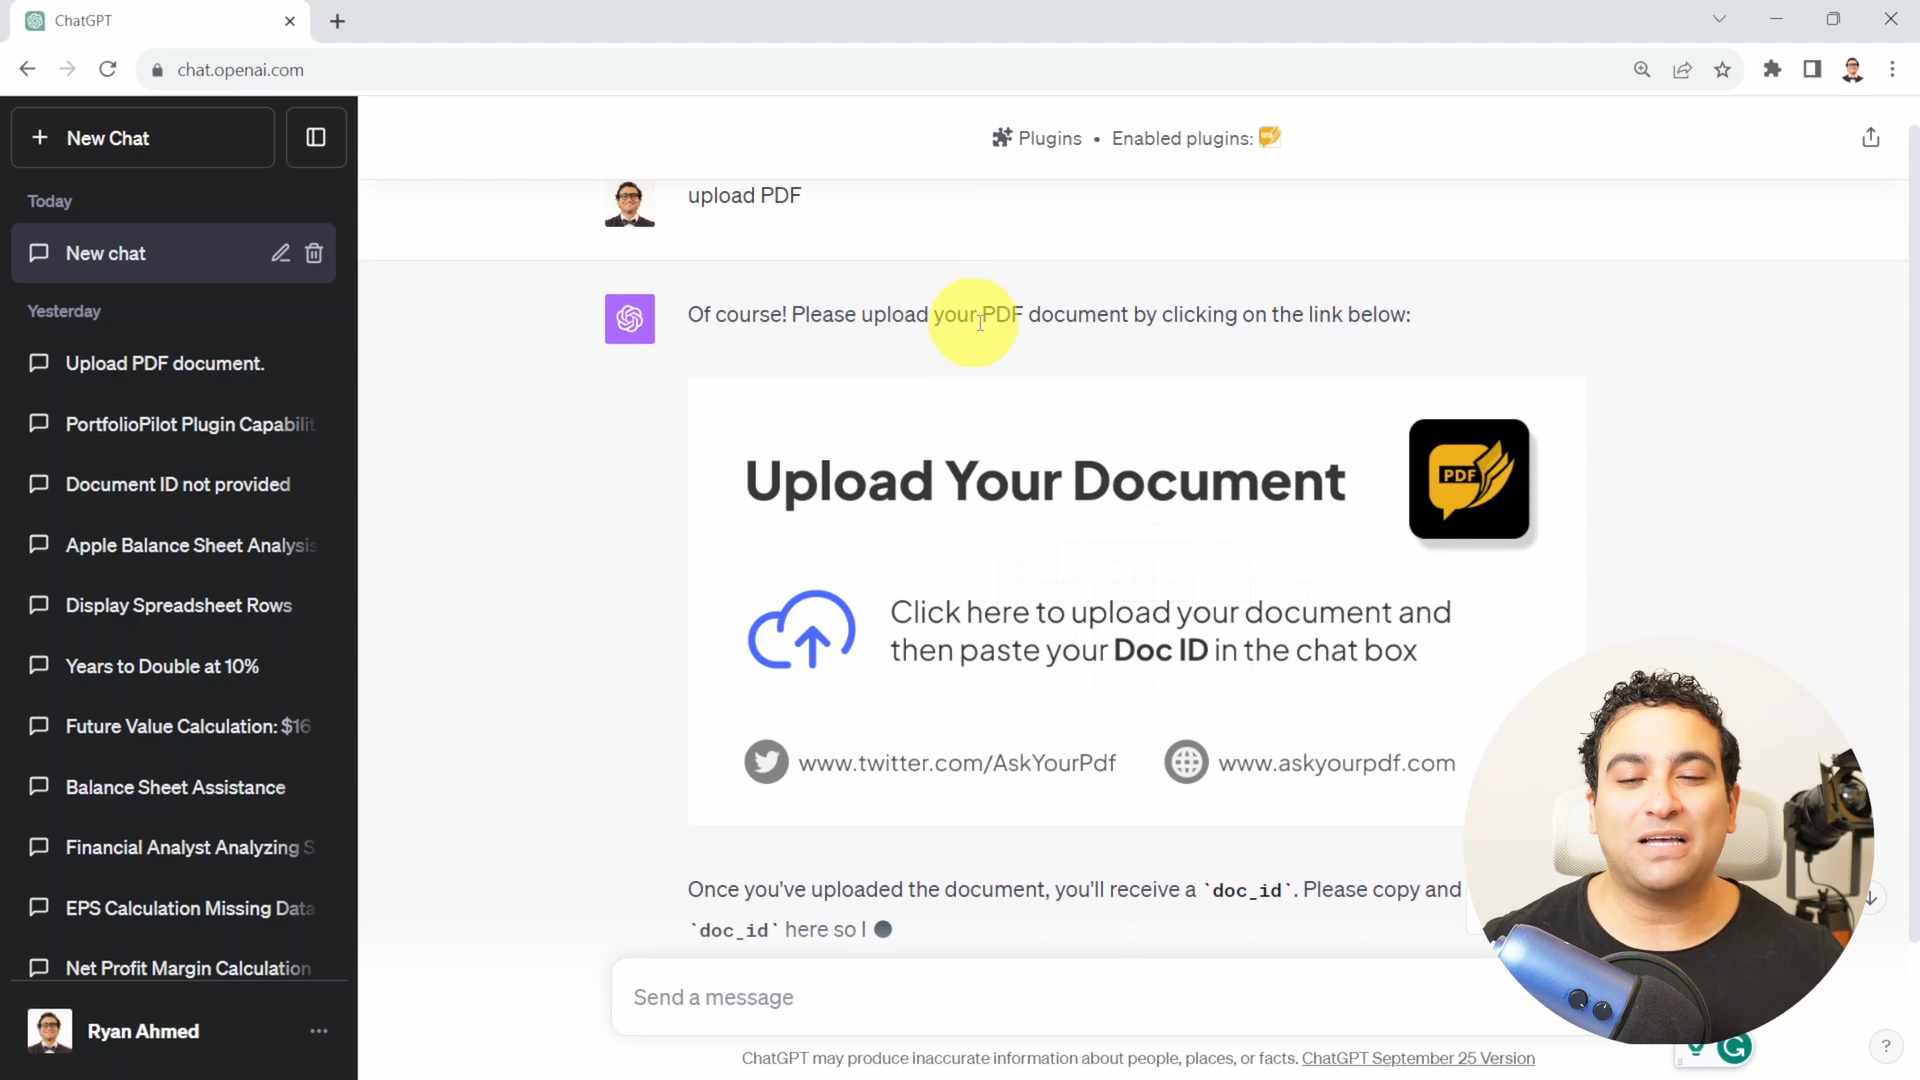 ChatGPT
chat.openai.com
New Chat
Plugins • Enabled plugins:
Today
New chat
Yesterday
Upload PDF document.
PortfolioPilot Plugin Capabilit
Document ID not provided
Apple Balance Sheet Analysis
Display Spreadsheet Rows
Years to Double at 10%
Future Value Calculation: $16
Balance Sheet Assistance
Financial Analyst Analyzing S
EPS Calculation Missing Data
Net Profit Margin Calculation
Ryan Ahmed
upload PDF
Of course! Please upload your PDF document by clicking on the link below:
Upload Your Document
PDF
Click here to upload your document and
then paste your Doc ID in the chat box
www.twitter.com/AskYourPdf www.askyourpdf.com
Once you've uploaded the document, you'll receive a `doc_id`. Please copy and
`doc_id` here so I
Send a message
ChatGPT may produce inaccurate information about people, places, or facts. ChatGPT September 25 Version
?